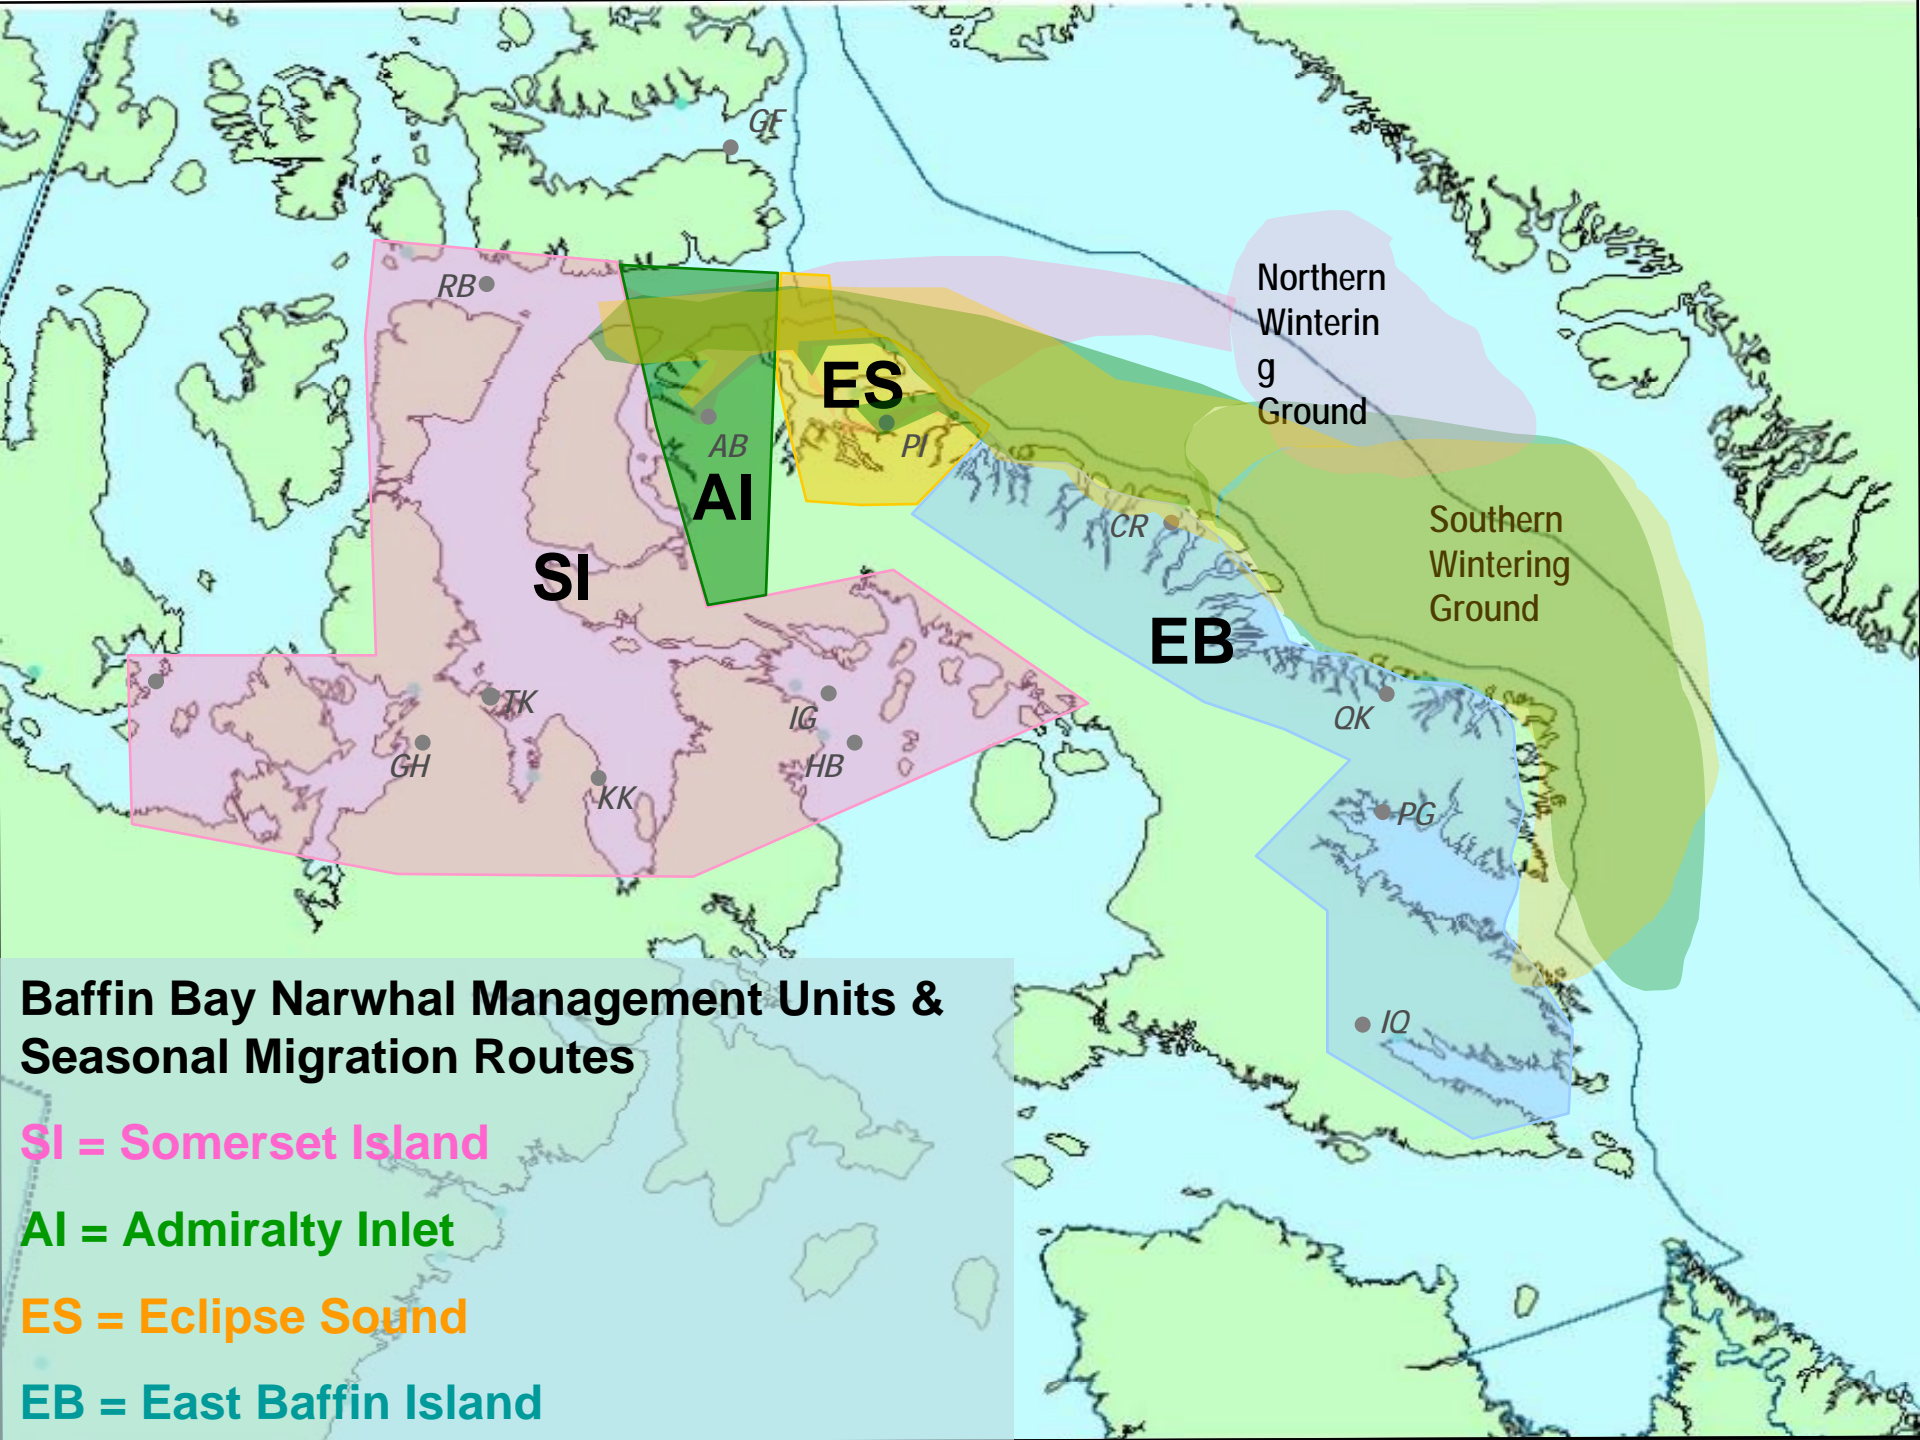 GF
RB
Northern
Winterin
g
Ground
ES
AB
PI
AI
Southern
Wintering
Ground
CR
SI
EB
TK
IG
QK
GH
HB
KK
PG
Baffin Bay Narwhal Management Units &
Seasonal Migration Routes
IQ
SI = Somerset Island
AI = Admiralty Inlet
ES = Eclipse Sound
EB = East Baffin Island